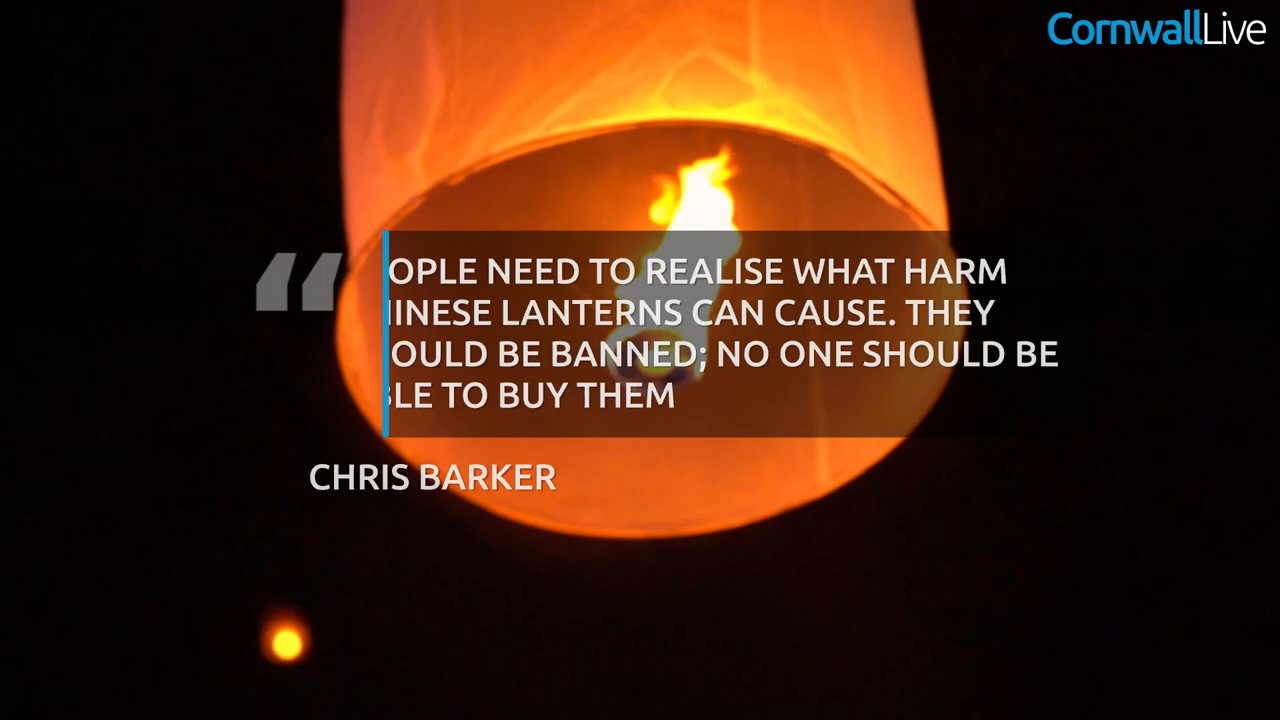 CornwallLive
OPLE NEED TO REALISE WHAT HARM
INESE LANTERNS CAN CAUSE. THEY
OULD BE BANNED; NO ONE SHOULD BE
LE TO BUY THEM
CHRIS BARKER